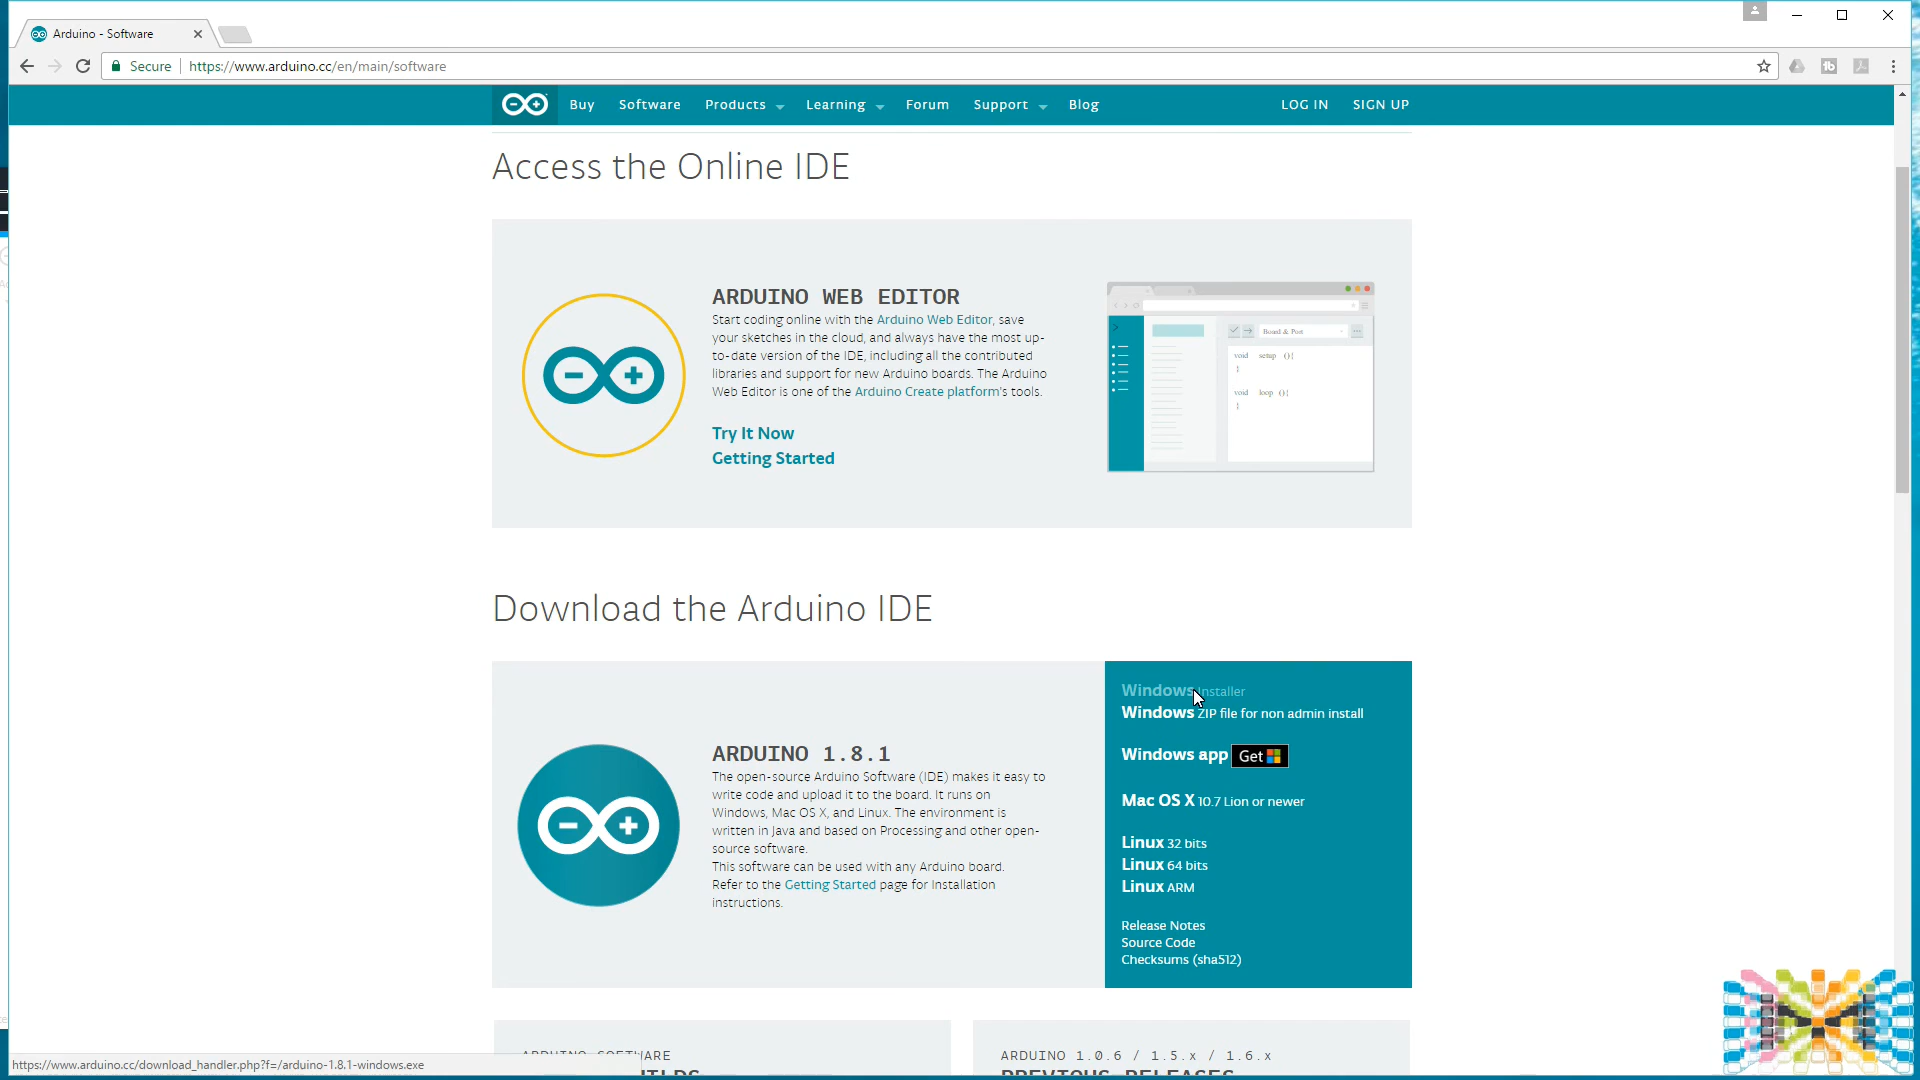 Arduino - Software
Secure
https://www.arduino.cc/en/main/software
Buy
Software
Products
Learning
Forum
Support
Blog
LOG IN
SIGN UP
Access the Online IDE
ARDUINO WEB EDITOR
Start coding online with the Arduino Web Editor, save
your sketches in the cloud, and always have the most up-
to-date version of the IDE, including all the contributed
libraries and support for new Arduino boards. The Arduino
Web Editor is one of the Arduino Create platform's tools.
Try It Now
Getting Started
Board & Port
void setup (){
}
void loop (){
}
Download the Arduino IDE
ARDUINO 1.8.1
The open-source Arduino Software (IDE) makes it easy to
write code and upload it to the board. It runs on
Windows, Mac OS X, and Linux. The environment is
written in Java and based on Processing and other open-
source software.
This software can be used with any Arduino board.
Refer to the Getting Started page for Installation
instructions.
Windows Installer
Windows ZIP file for non admin install
Windows app Get
Mac OS X 10.7 Lion or newer
Linux 32 bits
Linux 64 bits
Linux ARM
Release Notes
Source Code
Checksums (sha512)
ARDUINO SOFTWARE
ARDUINO 1.0.6 / 1.5.x / 1.6.x
PREVIOUS RELEASES
https://www.arduino.cc/download_handler.php?f=/arduino-1.8.1-windows.exe